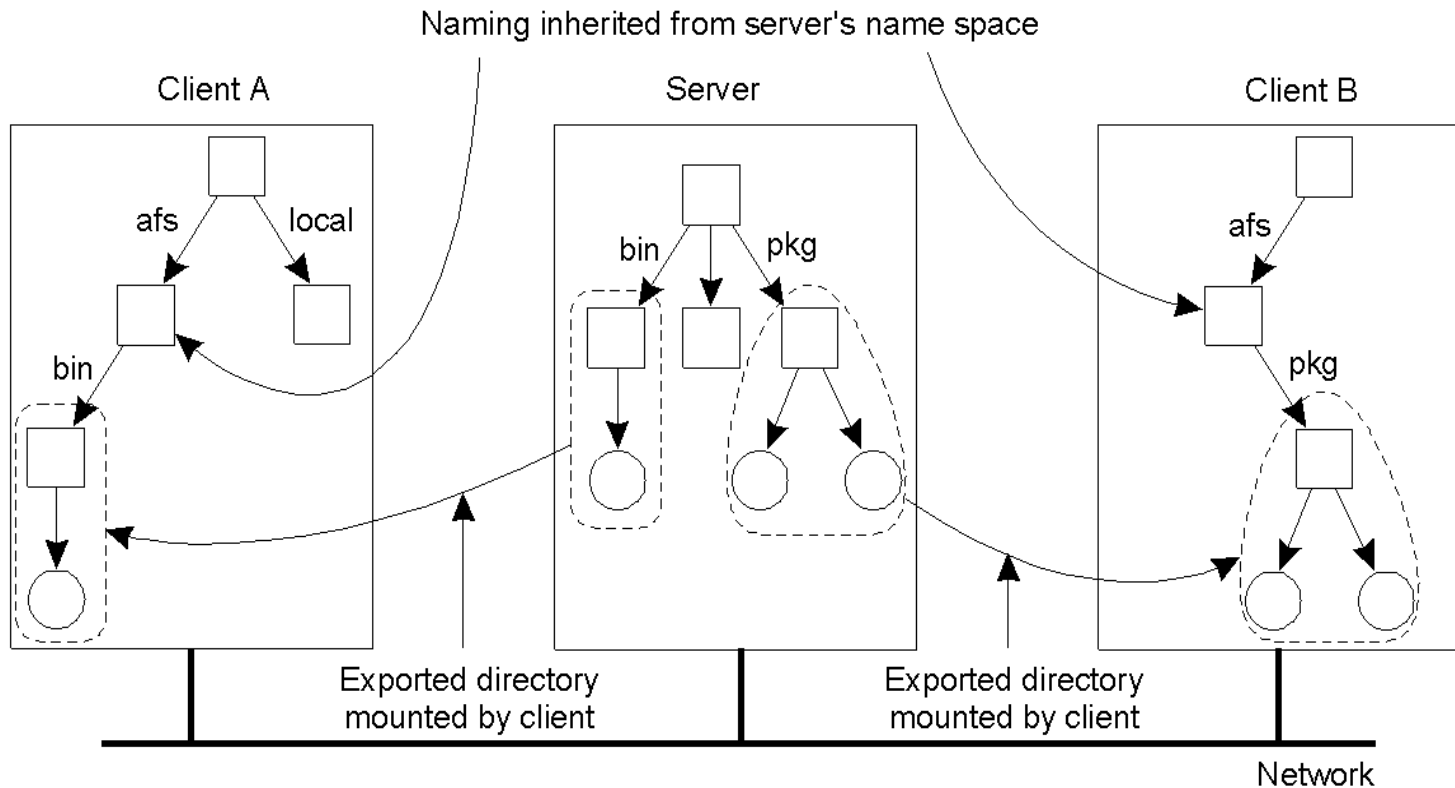 Naming inherited from server's name space
Client A
Server
Client B
afs
local
bin
bin
pkg
afs
pkg
Exported directory
mounted by client
Exported directory
mounted by client
Network